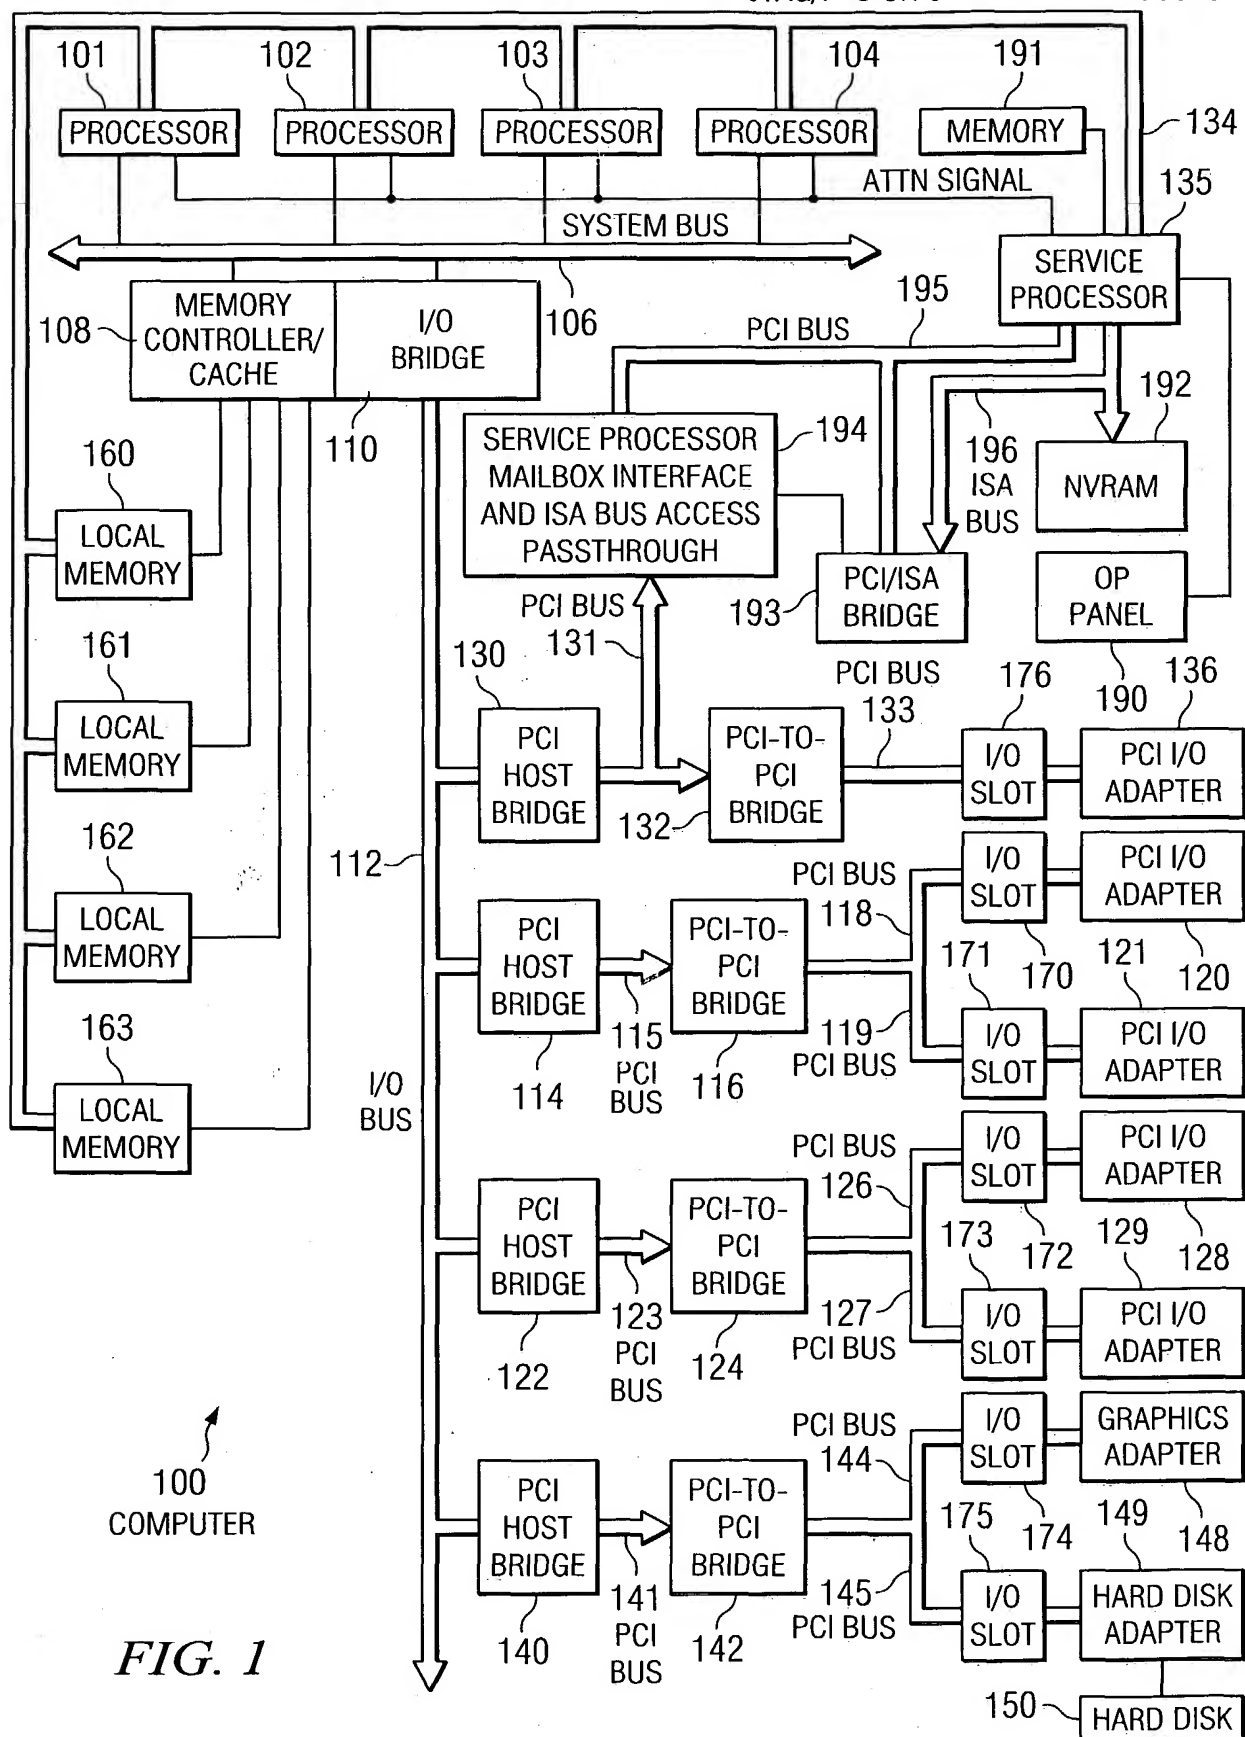 101
102
103
104
191
PROCESSOR
PROCESSOR
PROCESSOR
PROCESSOR
MEMORY
134
ATTN SIGNAL
135
SYSTEM BUS
SERVICE
PROCESSOR
108
MEMORY
CONTROLLER/
CACHE
I/O
BRIDGE
106
195
PCI BUS
110
192
194
SERVICE PROCESSOR
MAILBOX INTERFACE
AND ISA BUS ACCESS
PASSTHROUGH
196
ISA
BUS
NVRAM
160
LOCAL
MEMORY
PCI BUS
131
193
PCI/ISA
BRIDGE
OP
PANEL
190
161
LOCAL
MEMORY
130
PCI
HOST
BRIDGE
132
PCI-TO-
PCI
BRIDGE
PCI BUS
133
176
I/O
SLOT
136
PCI I/O
ADAPTER
162
LOCAL
MEMORY
112
PCI BUS
118
I/O
SLOT
170
PCI I/O
ADAPTER
120
PCI
HOST
BRIDGE
114
115
PCI
BUS
PCI-TO-
PCI
BRIDGE
116
119
PCI BUS
171
I/O
SLOT
121
PCI I/O
ADAPTER
163
LOCAL
MEMORY
I/O
BUS
PCI BUS
126
I/O
SLOT
172
PCI I/O
ADAPTER
128
PCI
HOST
BRIDGE
122
123
PCI
BUS
PCI-TO-
PCI
BRIDGE
124
127
PCI BUS
173
I/O
SLOT
129
PCI I/O
ADAPTER
PCI BUS
144
I/O
SLOT
174
GRAPHICS
ADAPTER
148
100
COMPUTER
PCI
HOST
BRIDGE
140
141
PCI
BUS
PCI-TO-
PCI
BRIDGE
142
145
PCI BUS
175
I/O
SLOT
149
HARD DISK
ADAPTER
150
HARD DISK
FIG. 1